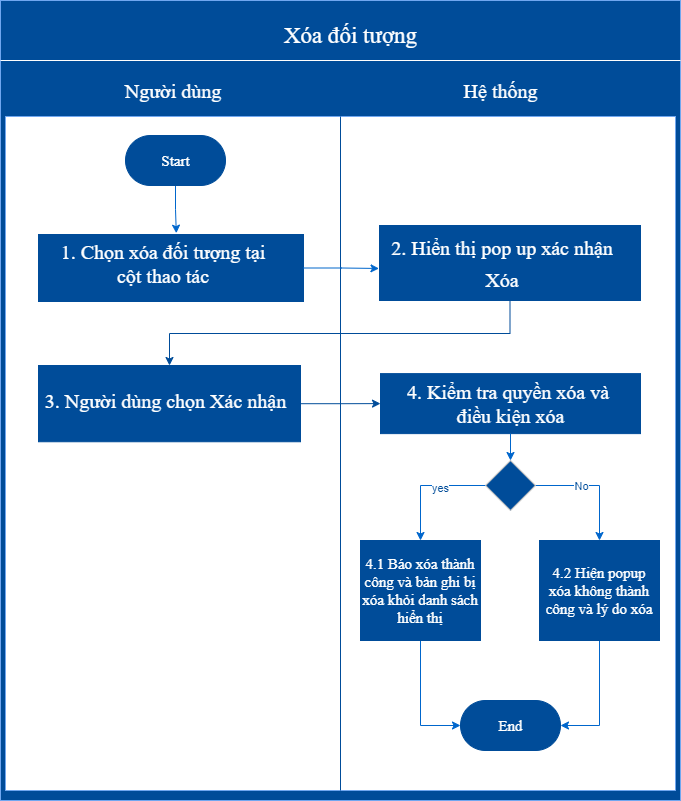 Xóa đối tượng
Người dùng
Hệ thống
Start
1. Chọn xóa đối tượng tại
cột thao tác
2. Hiển thị pop up xác nhận
Xóa
3. Người dùng chọn Xác nhận
4. Kiểm tra quyền xóa và
điều kiện xóa
yes
No
4.1 Báo xóa thành
công và bản ghi bị
xóa khỏi danh sách
hiển thị
4.2 Hiện popup
xóa không thành
công và lý do xóa
End